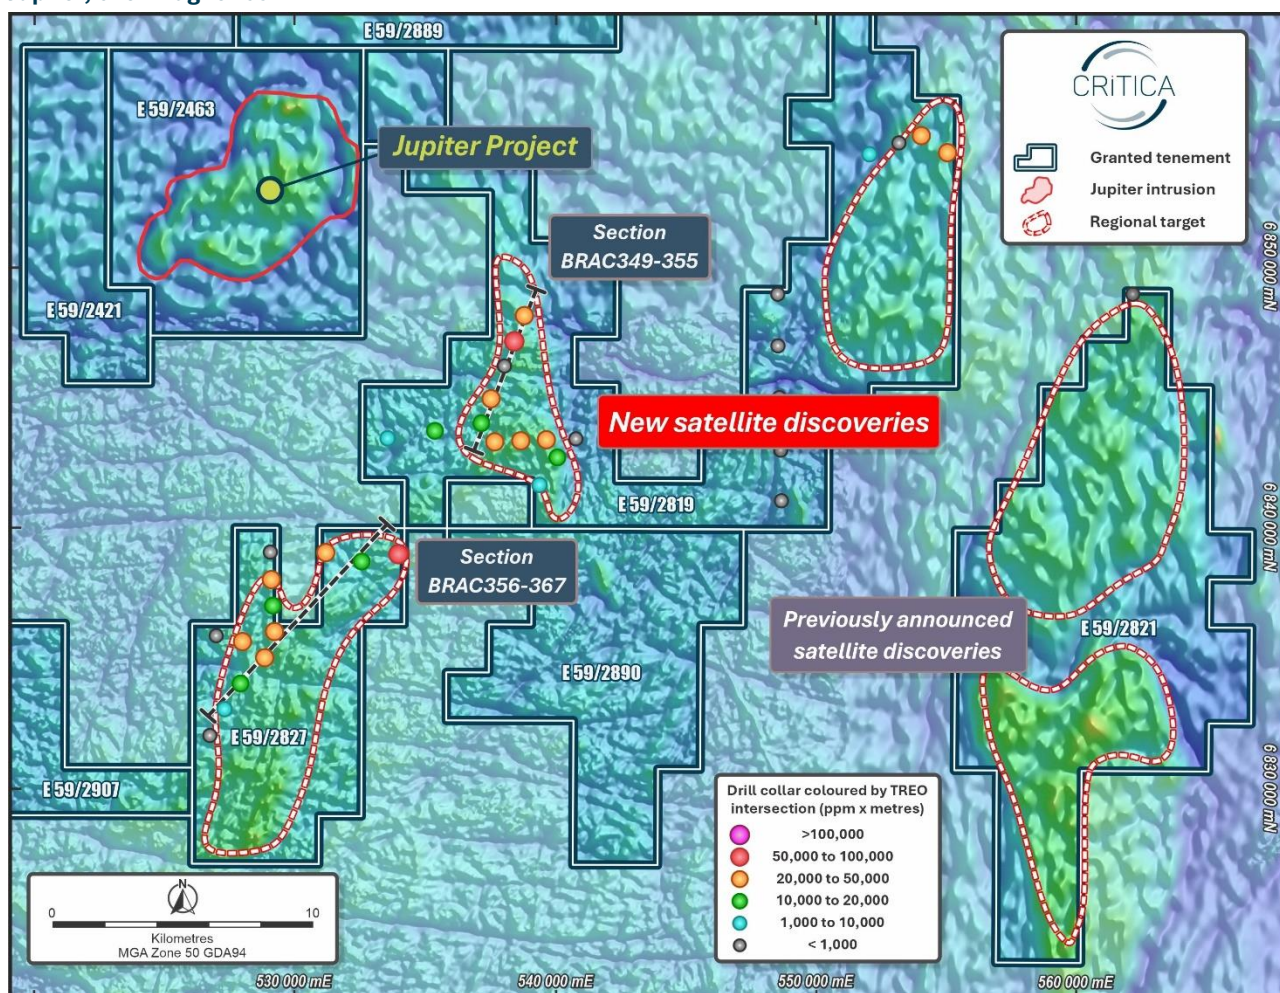 E 59/2889
E 59/2463
Jupiter Project
CRiTICA
Granted tenement
Jupiter intrusion
Regional target
Section
BRAC349-355
6 850 000 mN
E 59/2421
New satellite discoveries
E 59/2819
6 840 000 mN
Section
BRAC356-367
Previously announced
satellite discoveries
E 59/2821
E 59/2890
E 59/2827
E 59/2907
6 830 000 mN
Drill collar coloured by TREO
intersection (ppm x metres)
>100,000
50,000 to 100,000
20,000 to 50,000
10,000 to 20,000
1,000 to 10,000
< 1,000
N
0 10
Kilometres
MGA Zone 50 GDA94
530 000 mE
540 000 mE
550 000 mE
560 000 mE